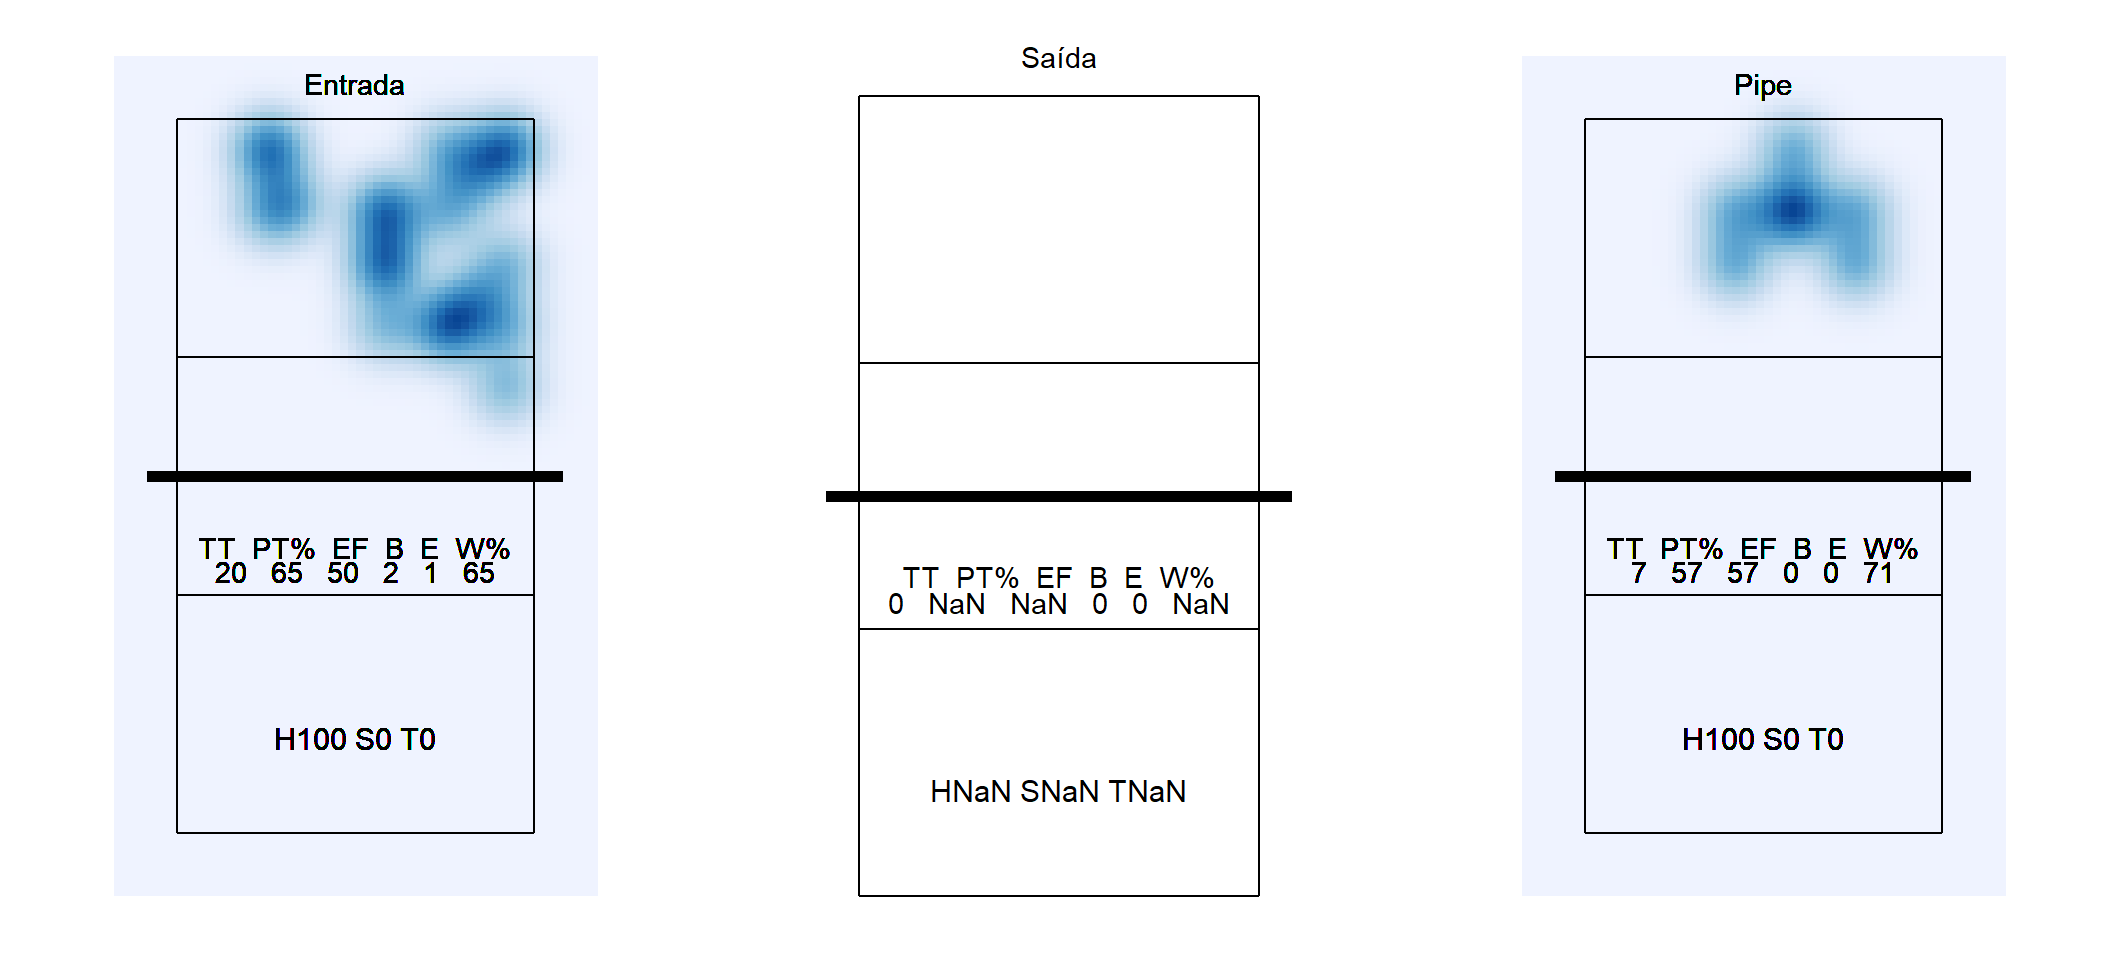 Entrada
TT PT% EF B E W%
20 65 50 2 1 65
H100 S0 T0
Saída
TT PT% EF B E W%
0 NaN NaN 0 0 NaN
HNaN SNaN TNaN
Pipe
TT PT% EF B E W%
7 57 57 0 0 71
H100 S0 T0